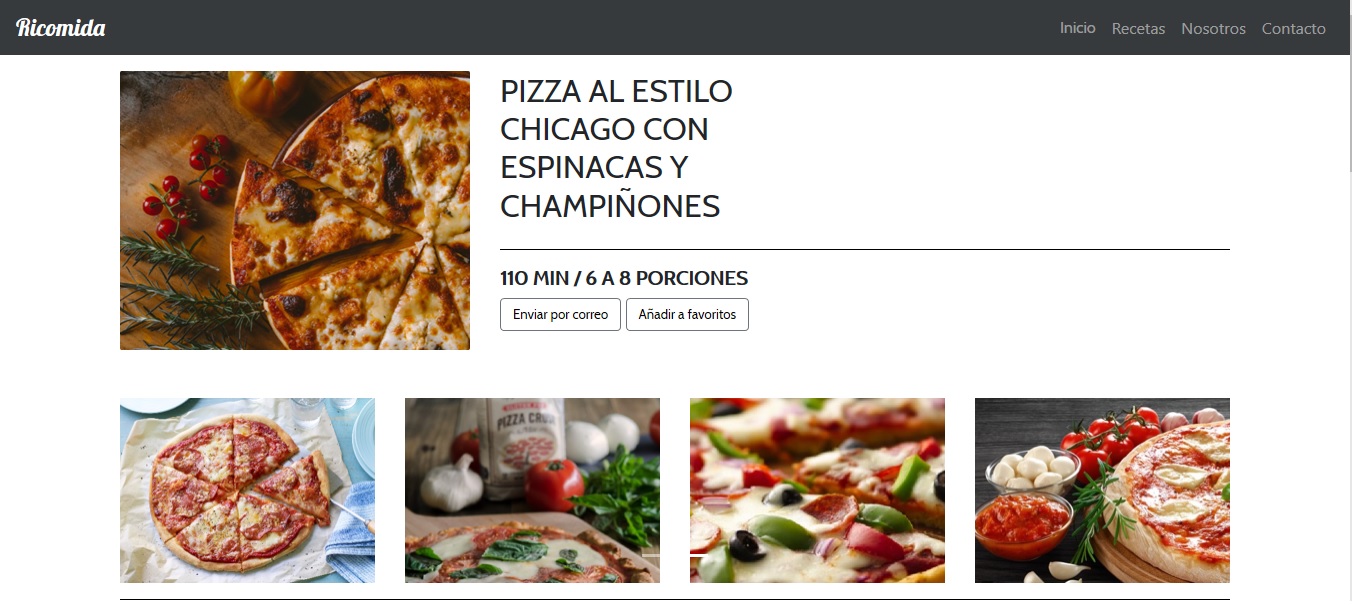 Ricomida
Inicio Recetas Nosotros Contacto
PIZZA AL ESTILO
CHICAGO CON
ESPINACAS Y
CHAMPIÑONES
110 MIN / 6 A 8 PORCIONES
Enviar por correo Añadir a favoritos
PIZZA CRUST